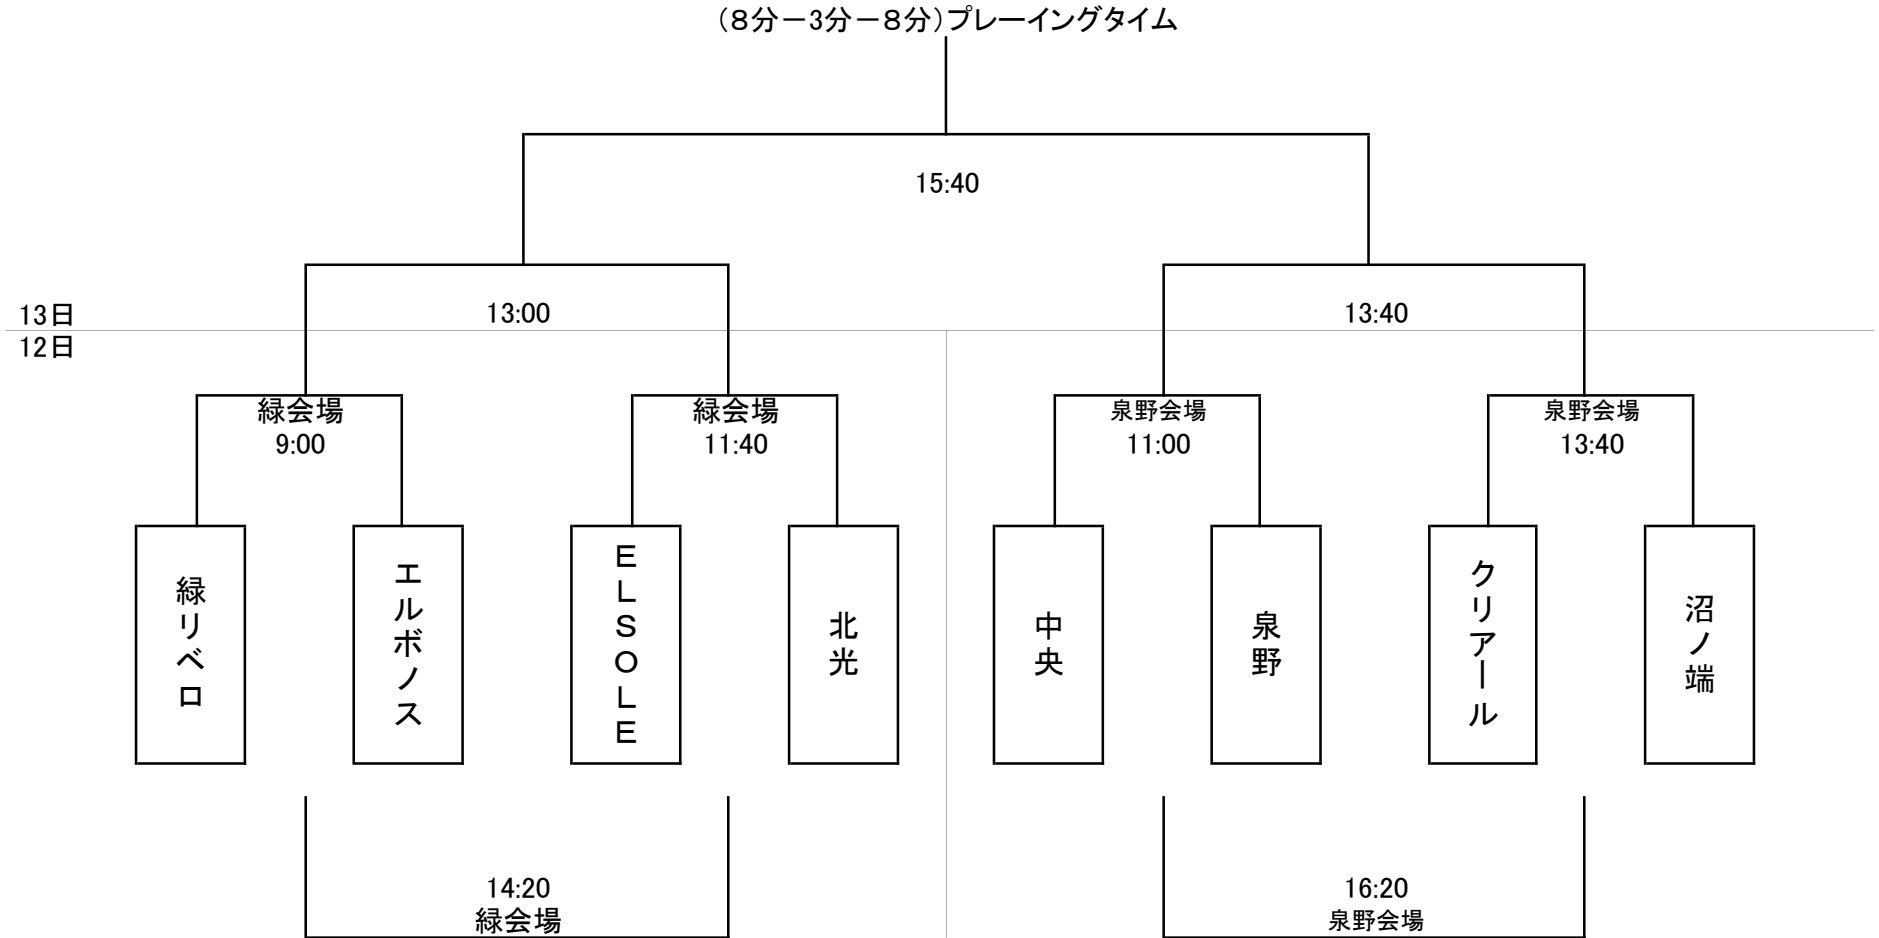 （８分－3分－８分）プレーイングタイム
15:40
13:00
13:40
13日
12日
緑会場
9:00
緑会場
11:40
泉野会場
11:00
泉野会場
13:40
緑リベロ
エルボノス
ＥＬＳＯＬＥ
北光
中央
泉野
クリアール
沼ノ端
14:20
緑会場
16:20
泉野会場